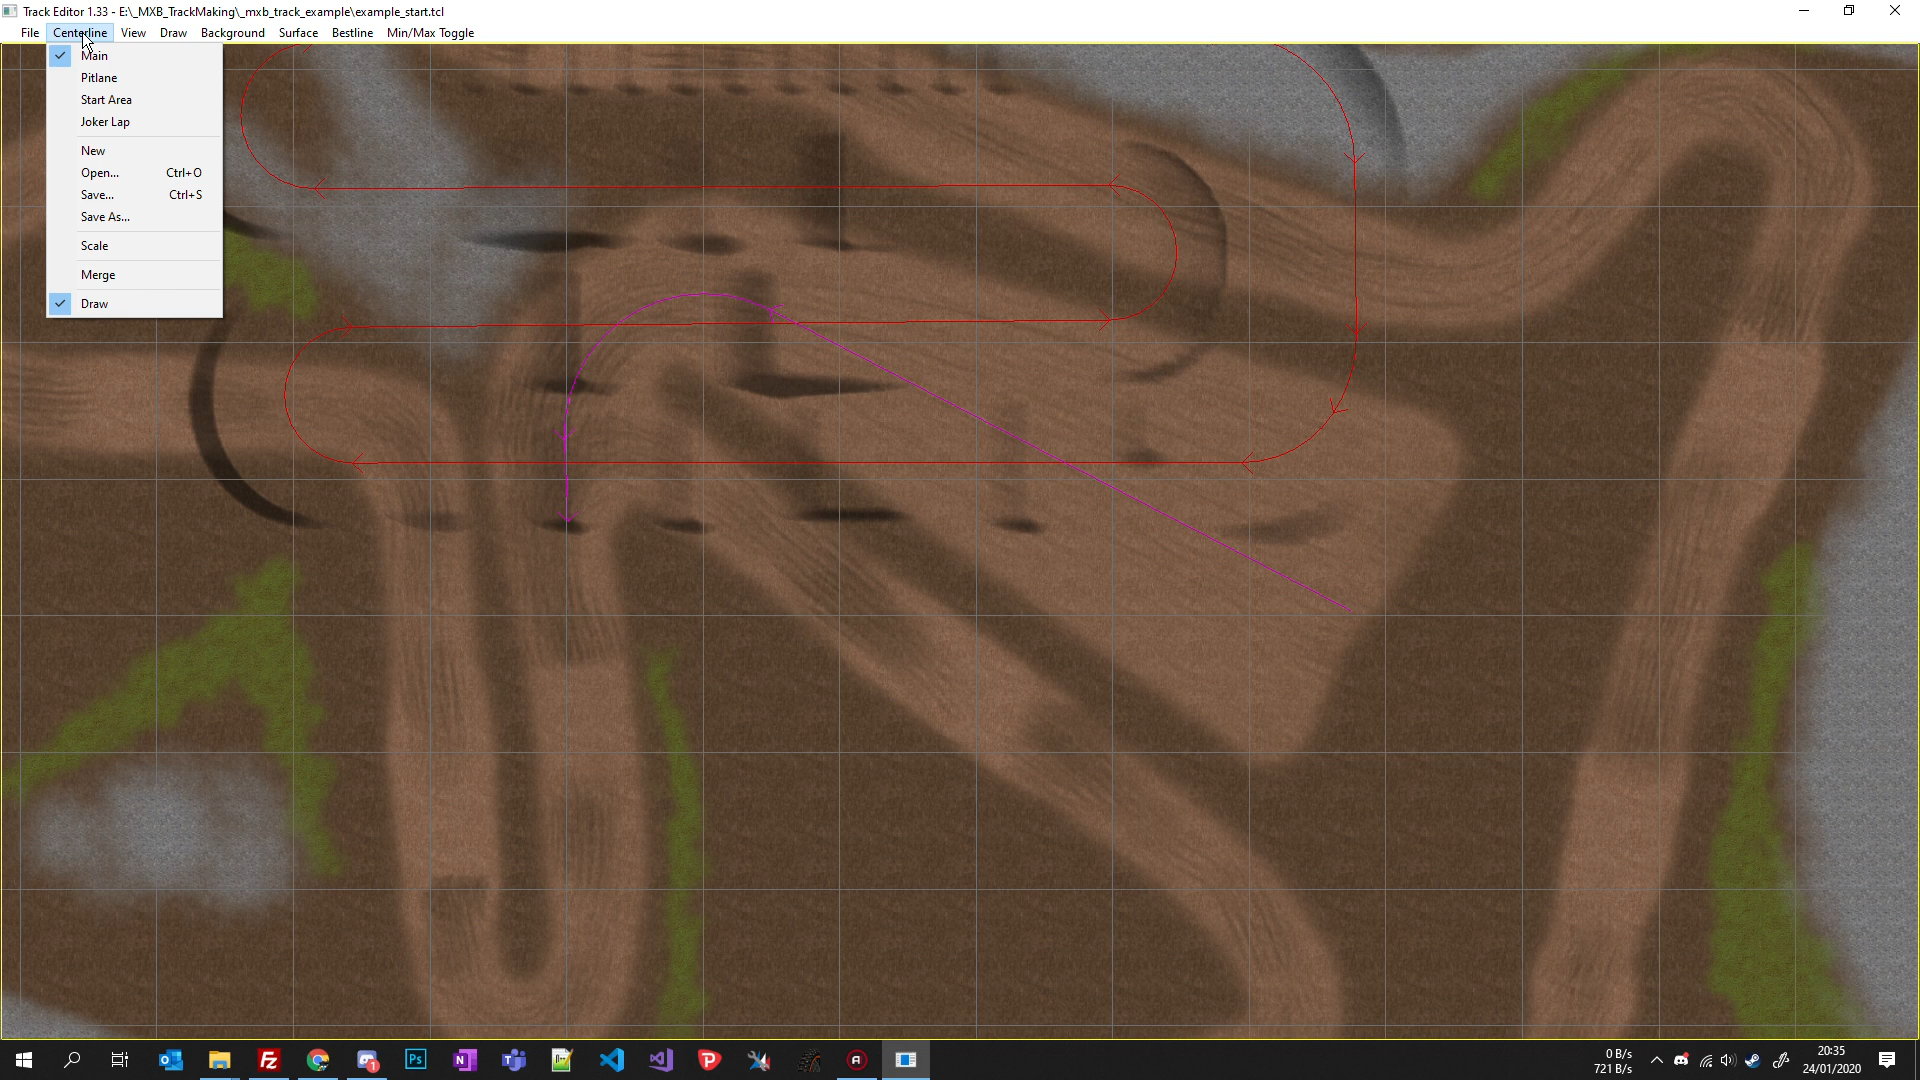 Track Editor 1.33 - E:\_MXB_TrackMaking\_mxb_track_example\example_start.tcl
File Centerline View Draw Background Surface Bestline Min/Max Toggle
Main
Pitlane
Start Area
Joker Lap
New
Open... Ctrl+O
Save... Ctrl+S
Save As...
Scale
Merge
Draw
0 B/s
721 B/s
20:35
24/01/2020